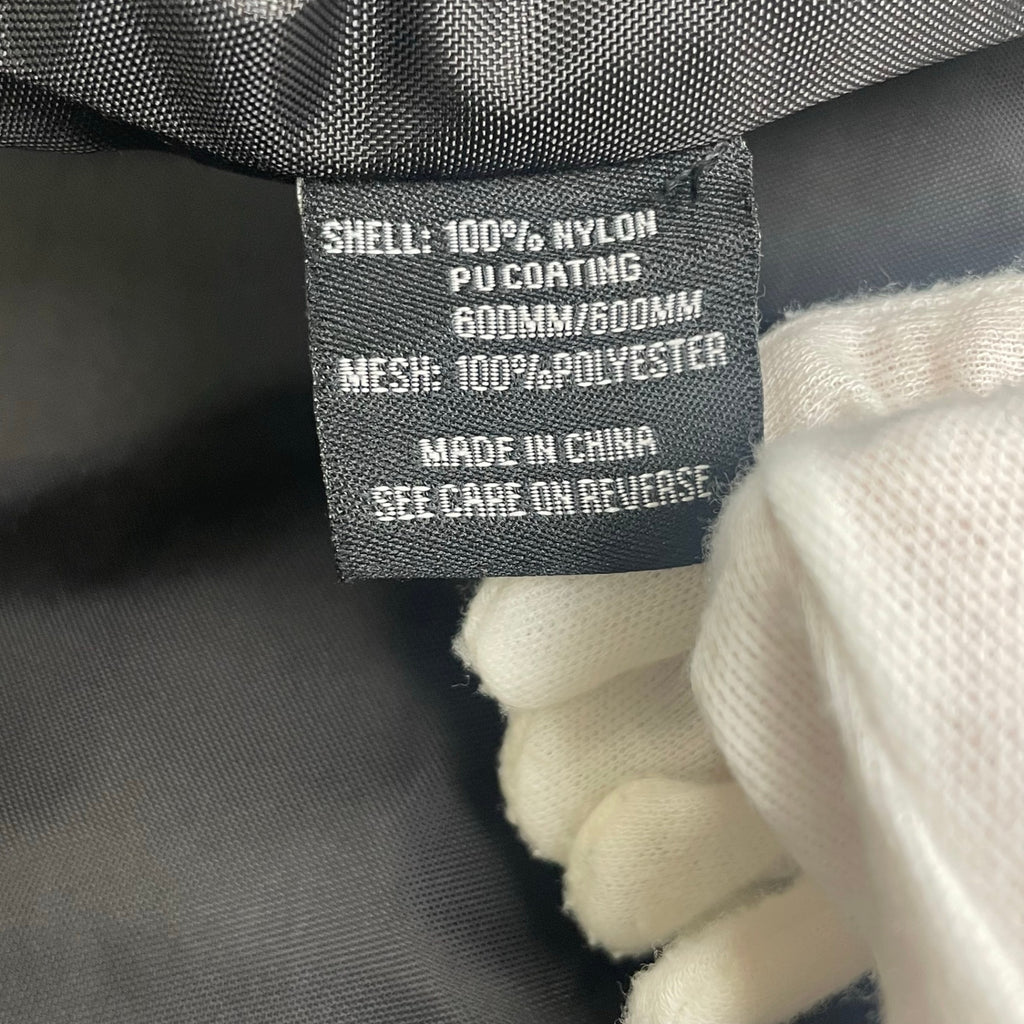 SHELL: 100% NYLON
PU COATING
600MM/600MM
MESH: 100%POLYESTER
MADE IN CHINA
SEE CARE ON REVERSE